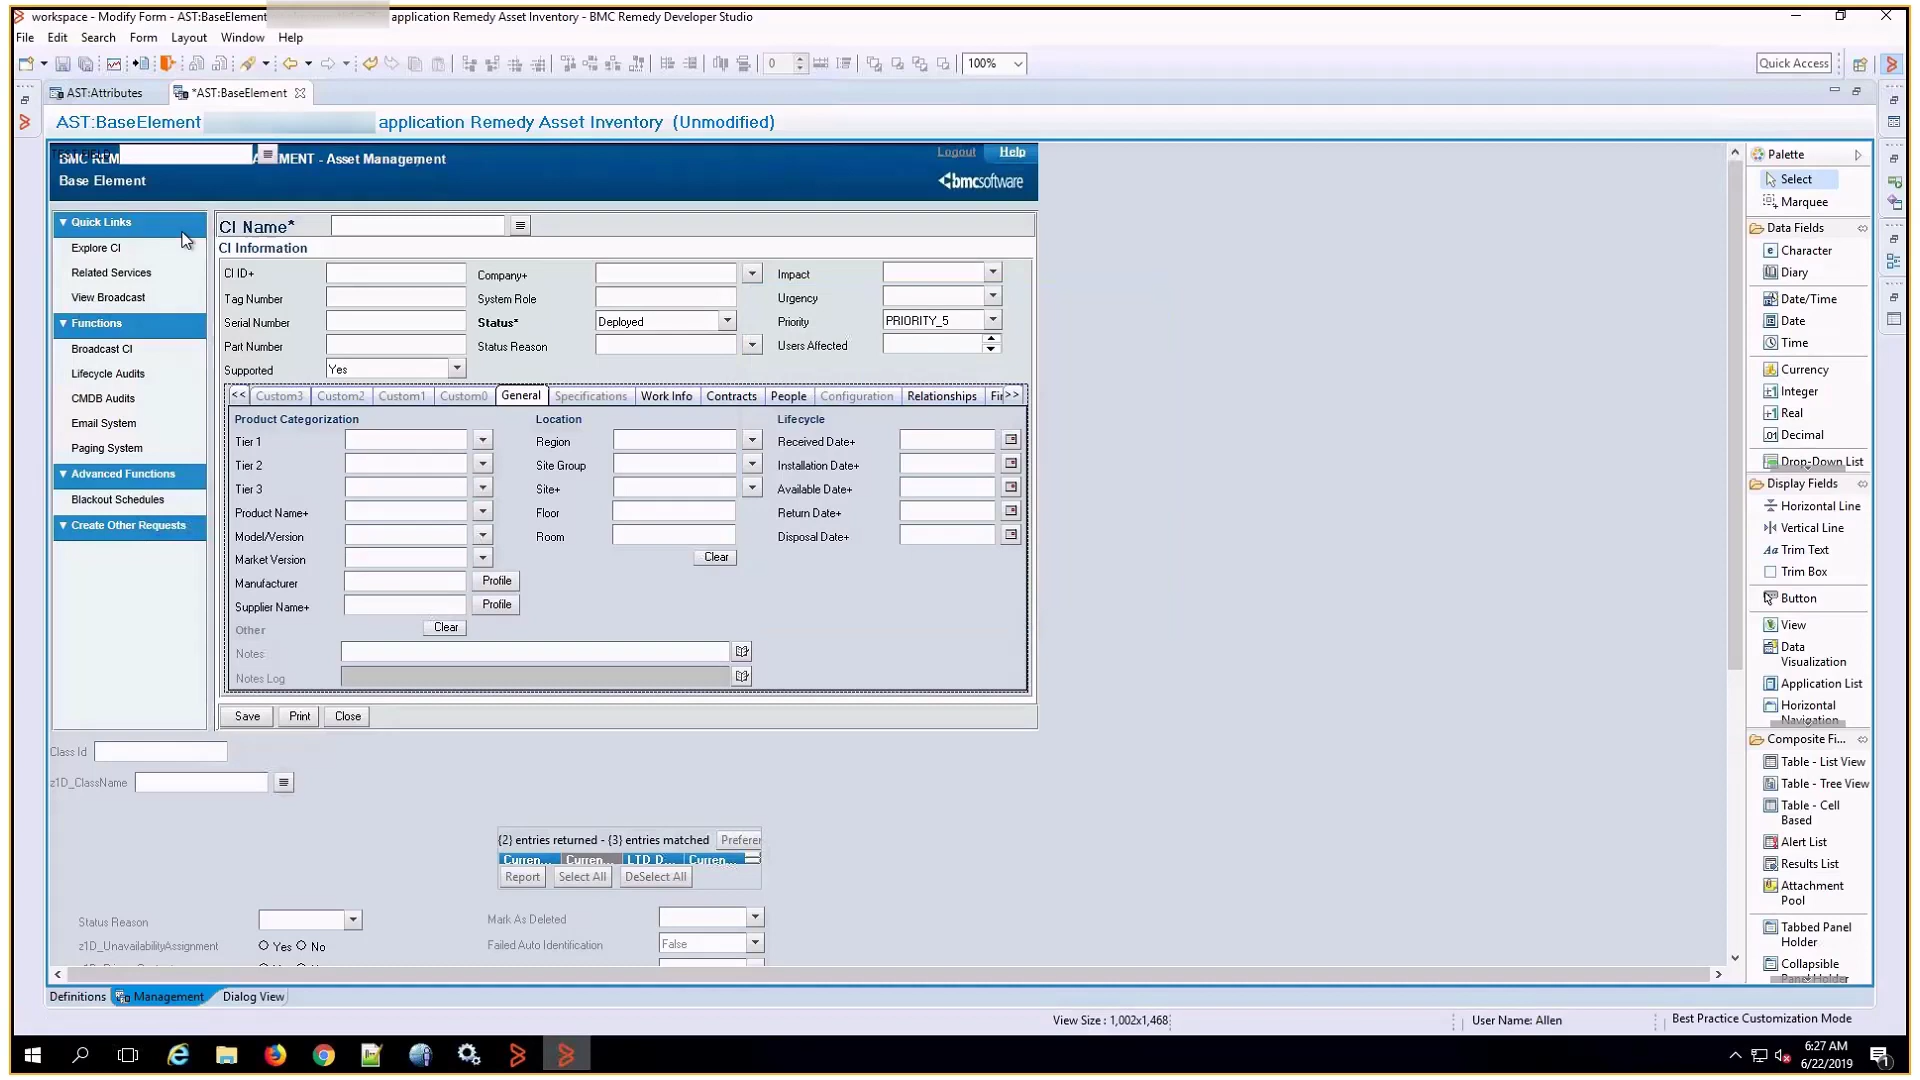 workspace - Modify Form - AST:BaseElement application Remedy Asset Inventory - BMC Remedy Developer Studio
File Edit Search Form Layout Window Help
0 100% Quick Access
AST:Attributes *AST:BaseElement
AST:BaseElement application Remedy Asset Inventory (Unmodified)
BMC REM MENT - Asset Management Logout Help
Base Element bmcsoftware
Quick Links
Explore CI
Related Services
View Broadcast
Functions
Broadcast CI
Lifecycle Audits
CMDB Audits
Email System
Paging System
Advanced Functions
Blackout Schedules
Create Other Requests
CI Name*
CI Information
CI ID+ Company+ Impact
Tag Number System Role Urgency
Serial Number Status* Deployed Priority PRIORITY_5
Part Number Status Reason Users Affected
Supported Yes
<< Custom3 Custom2 Custom1 Custom0 General Specifications Work Info Contracts People Configuration Relationships Fir >>
Product Categorization Location Lifecycle
Tier 1 Region Received Date+
Tier 2 Site Group Installation Date+
Tier 3 Site+ Available Date+
Product Name+ Floor Return Date+
Model/Version Room Disposal Date+
Market Version Clear
Manufacturer Profile
Supplier Name+ Profile
Other Clear
Notes
Notes Log
Save Print Close
Class Id
z1D_ClassName
{2} entries returned - {3} entries matched Preferer
Curren... Curren... LTD D... Curren...
Report Select All DeSelect All
Status Reason Mark As Deleted
z1D_UnavailabilityAssignment Yes No Failed Auto Identification False
Palette
Select
Marquee
Data Fields
Character
Diary
Date/Time
Date
Time
Currency
Integer
Real
Decimal
Drop-Down List
Display Fields
Horizontal Line
Vertical Line
Trim Text
Trim Box
Button
View
Data
Visualization
Application List
Horizontal
Navigation
Composite Fi...
Table - List View
Table - Tree View
Table - Cell
Based
Alert List
Results List
Attachment
Pool
Tabbed Panel
Holder
Collapsible
Panel Holder
Definitions Management Dialog View
View Size : 1,002x1,468 User Name: Allen Best Practice Customization Mode
6:27 AM
6/22/2019
1